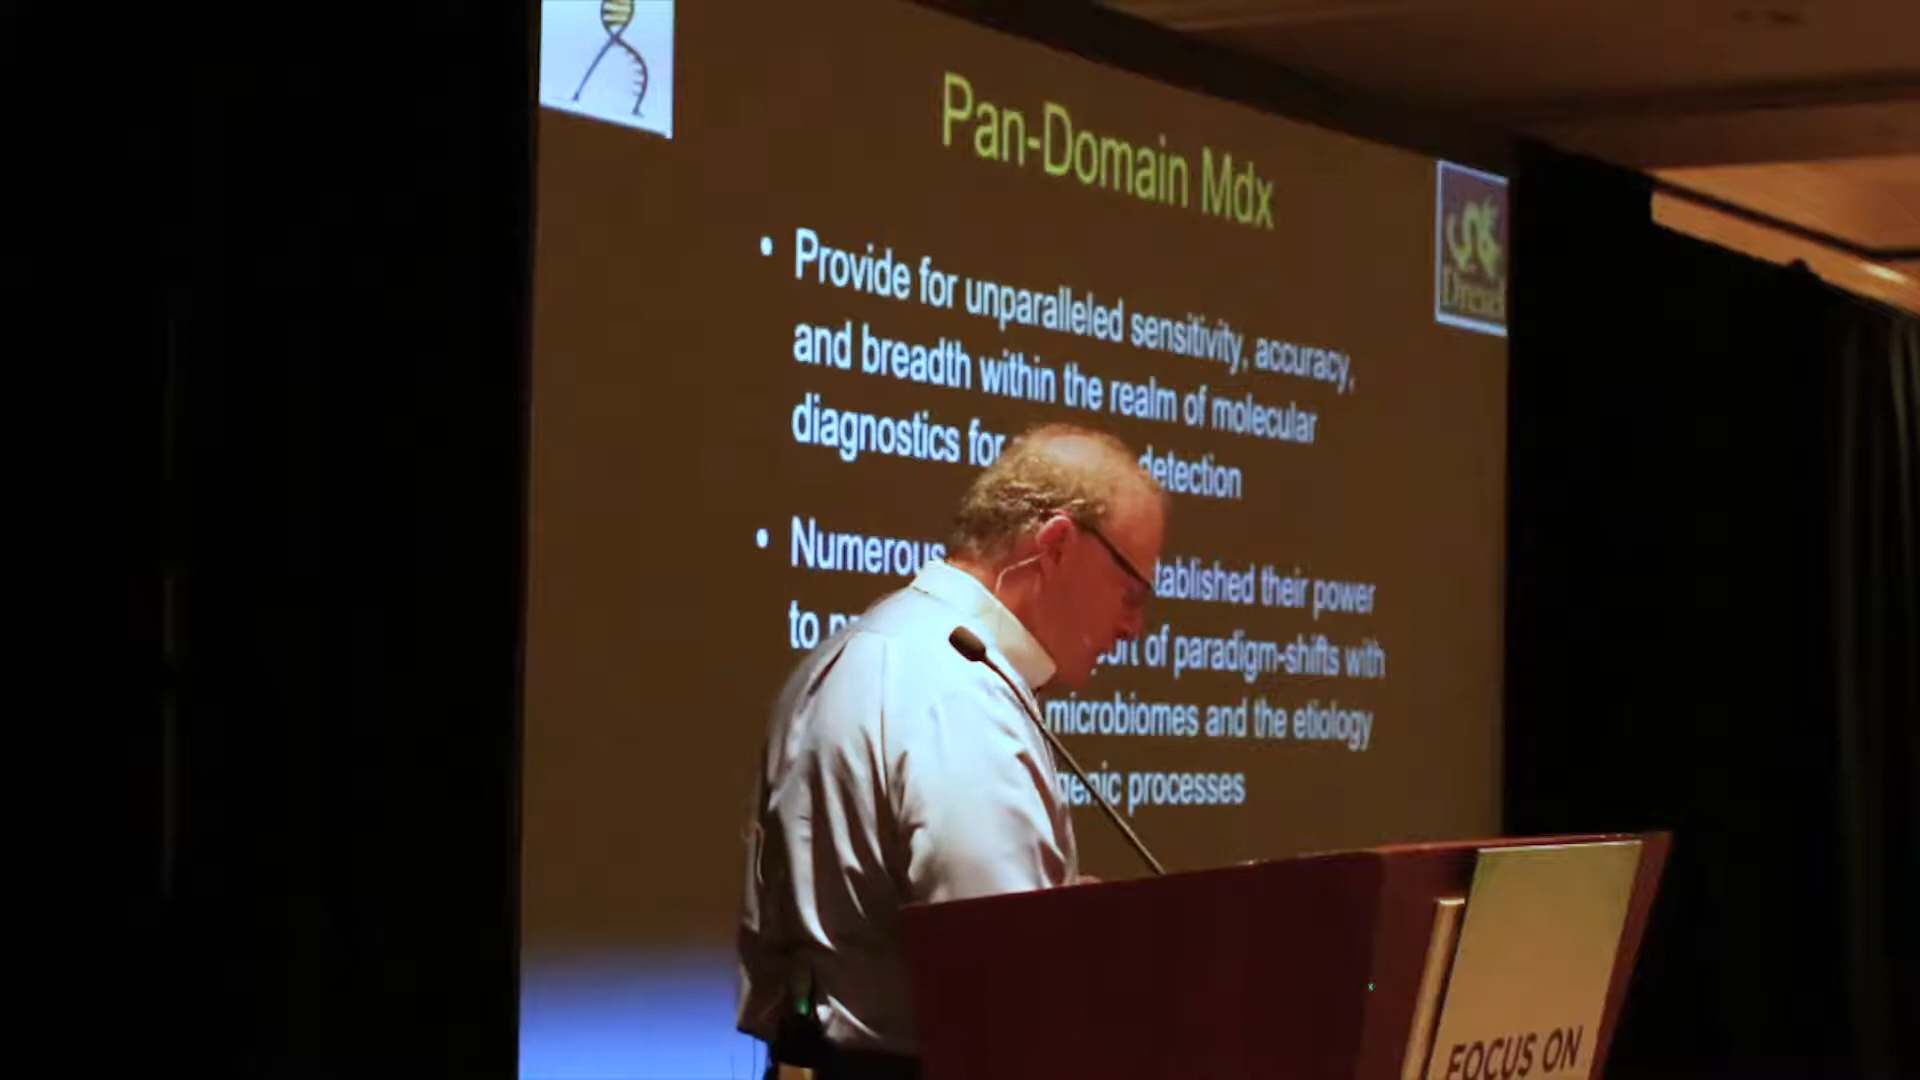 Pan-Domain Mdx
• Provide for unparalleled sensitivity, accuracy,
and breadth within the realm of molecular
diagnostics for detection
• Numerous their power
to of paradigm-shifts with
microbiomes and the etiology
processes
Drexel
FOCUS ON